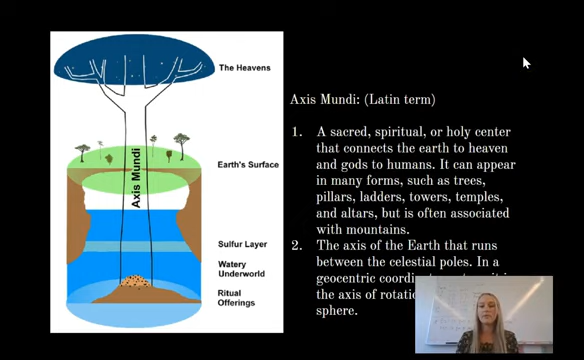 The Heavens
Axis Mundi
Earth's Surface
Sulfur Layer
Watery
Underworld
Ritual
Offerings
Axis Mundi: (Latin term)
1. A sacred, spiritual, or holy center
that connects the earth to heaven
and gods to humans. It can appear
in many forms, such as trees,
pillars, ladders, towers, temples,
and altars, but is often associated
with mountains.
2. The axis of the Earth that runs
between the celestial poles. In a
geocentric
the axis of
sphere.